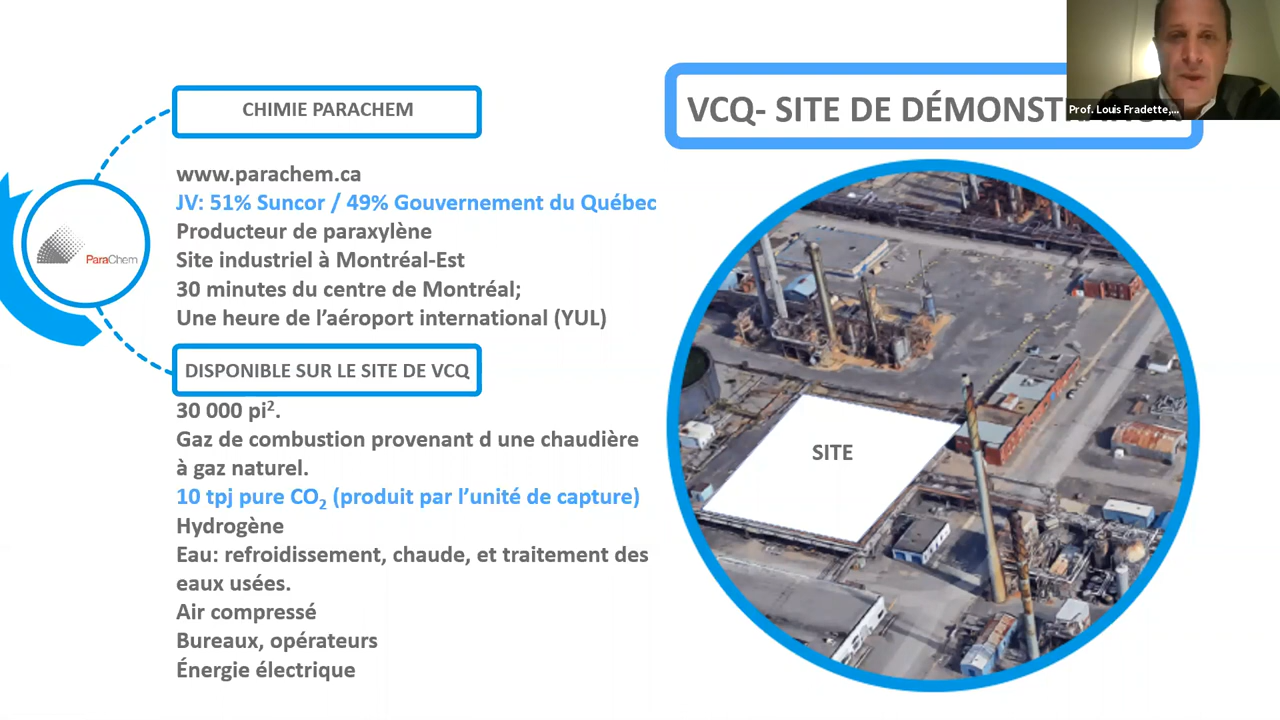 CHIMIE PARACHEM
www.parachem.ca
JV: 51% Suncor / 49% Gouvernement du Québec
Producteur de paraxylène
Site industriel à Montréal-Est
30 minutes du centre de Montréal;
Une heure de l’aéroport international (YUL)
ParaChem
DISPONIBLE SUR LE SITE DE VCQ
30 000 pi².
Gaz de combustion provenant d une chaudière
à gaz naturel.
10 tpj pure CO₂ (produit par l’unité de capture)
Hydrogène
Eau: refroidissement, chaude, et traitement des
eaux usées.
Air compressé
Bureaux, opérateurs
Énergie électrique
VCQ- SITE DE
Prof. Louis Fradette,...
SITE